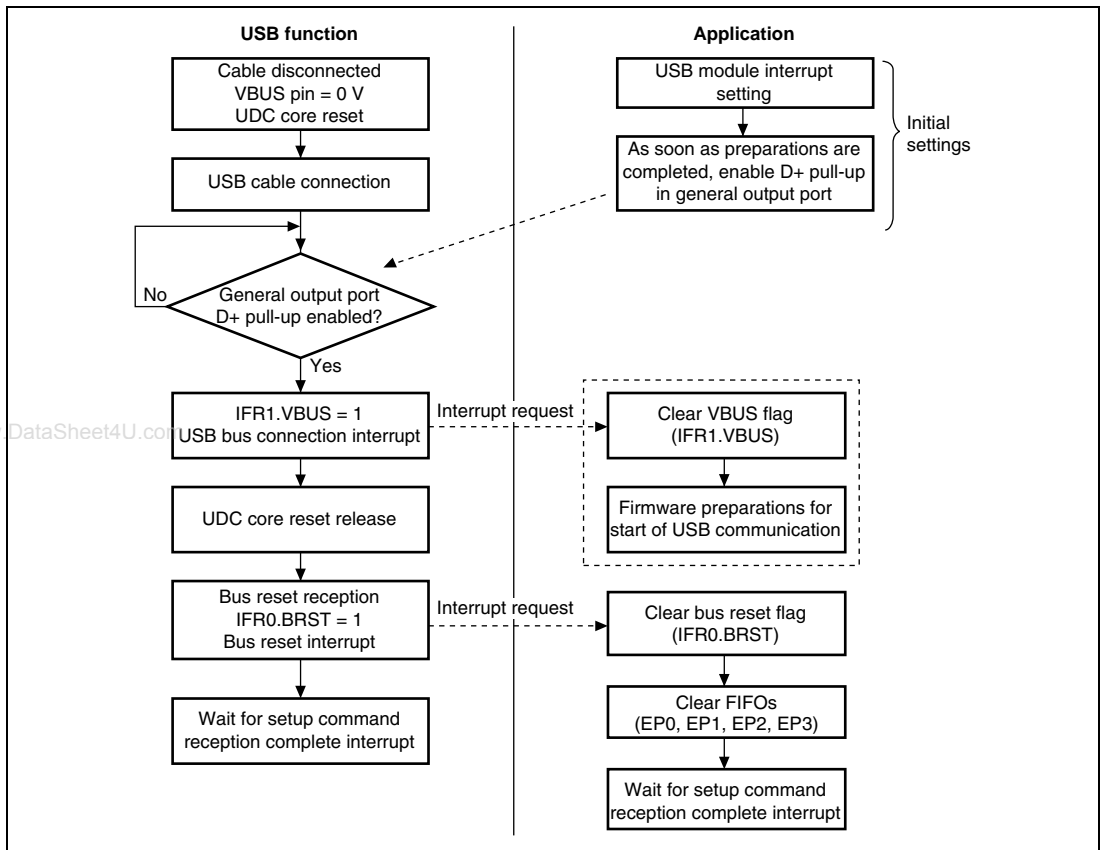 USB function
Cable disconnected
VBUS pin = 0 V
UDC core reset
USB cable connection
No
General output port
D+ pull-up enabled?
Yes
IFR1.VBUS = 1
USB bus connection interrupt
UDC core reset release
Bus reset reception
IFR0.BRST = 1
Bus reset interrupt
Wait for setup command
reception complete interrupt
Interrupt request
Interrupt request
Application
USB module interrupt
setting
As soon as preparations are
completed, enable D+ pull-up
in general output port
Initial
settings
Clear VBUS flag
(IFR1.VBUS)
Firmware preparations for
start of USB communication
Clear bus reset flag
(IFR0.BRST)
Clear FIFOs
(EP0, EP1, EP2, EP3)
Wait for setup command
reception complete interrupt
.DataSheet4U.com